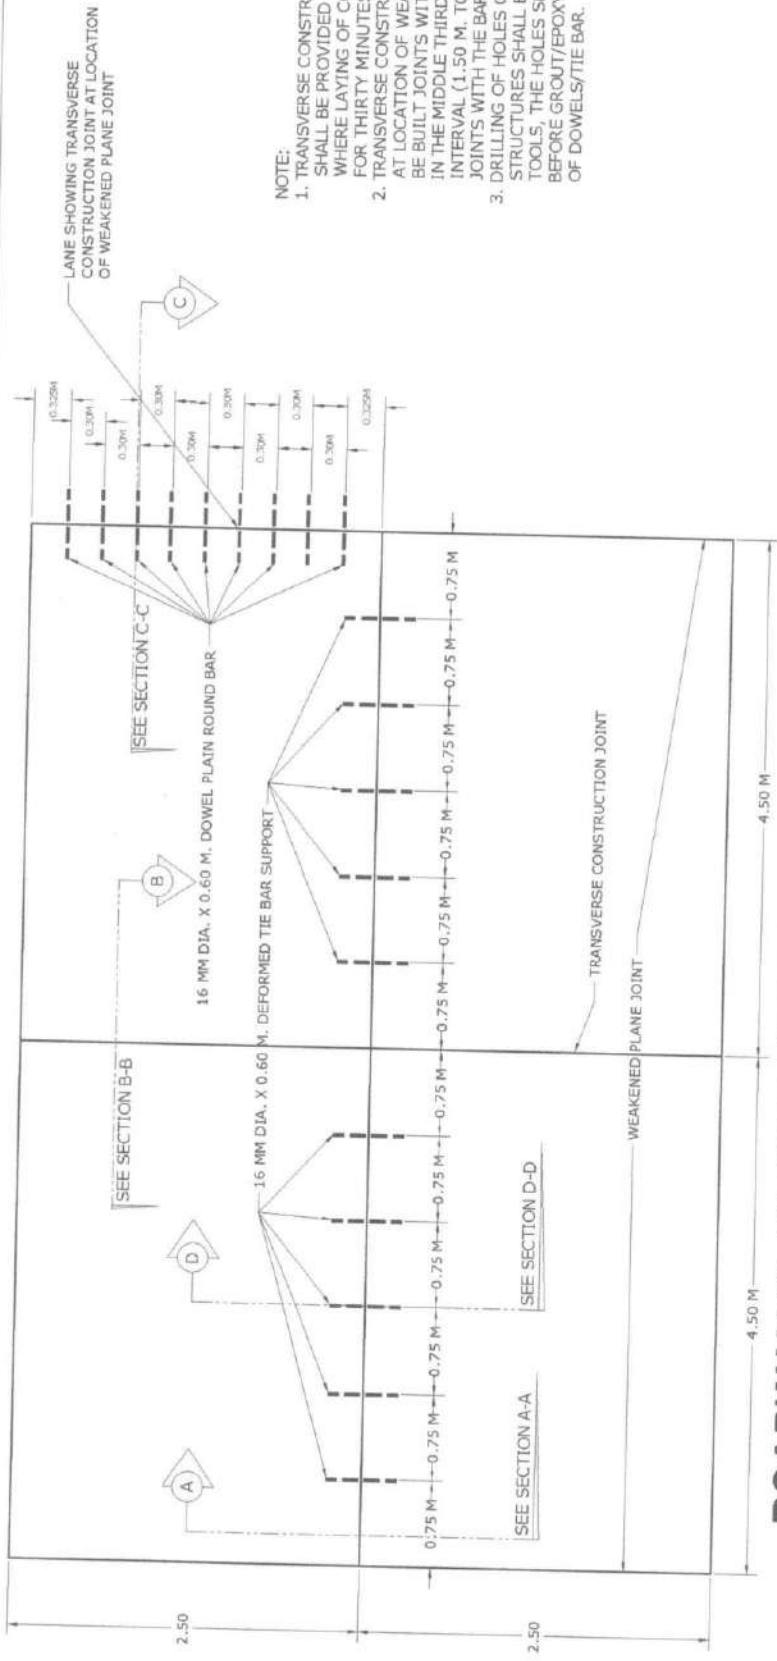 LANE SHOWING TRANSVERSE
CONSTRUCTION JOINT AT LOCATION
OF WEAKENED PLANE JOINT
NOTE:
1. TRANSVERSE CONSTR
SHALL BE PROVIDED
WHERE LAYING OF C
FOR THIRTY MINUTES
2. TRANSVERSE CONSTR
AT LOCATION OF WEA
BE BUILT JOINTS WIT
IN THE MIDDLE THIRD
INTERVAL (1.50 M. TO
JOINTS WITH THE BAR
3. DRILLING OF HOLES
STRUCTURES SHALL
TOOLS, THE HOLES S
BEFORE GROUT/EPOXY
OF DOWELS/TIE BAR.
A
B
C
D
SEE SECTION A-A
SEE SECTION B-B
SEE SECTION C-C
SEE SECTION D-D
16 MM DIA. X 0.60 M. DOWEL PLAIN ROUND BAR
16 MM DIA. X 0.60 M. DEFORMED TIE BAR SUPPORT
0.325M
0.30M
0.30M
0.30M
0.30M
0.30M
0.30M
0.30M
0.30M
0.325M
0.75 M 0.75 M 0.75 M 0.75 M 0.75 M 0.75 M 0.75 M 0.75 M 0.75 M 0.75 M 0.75 M 0.75 M
TRANSVERSE CONSTRUCTION JOINT
WEAKENED PLANE JOINT
2.50
2.50
4.50 M
4.50 M